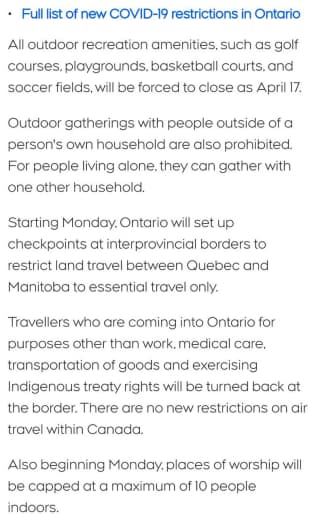 • Full list of new COVID-19 restrictions in Ontario
All outdoor recreation amenities, such as golf
courses, playgrounds, basketball courts, and
soccer fields, will be forced to close as April 17.
Outdoor gatherings with people outside of a
person's own household are also prohibited.
For people living alone, they can gather with
one other household.
Starting Monday, Ontario will set up
checkpoints at interprovincial borders to
restrict land travel between Quebec and
Manitoba to essential travel only.
Travellers who are coming into Ontario for
purposes other than work, medical care,
transportation of goods and exercising
Indigenous treaty rights will be turned back at
the border. There are no new restrictions on air
travel within Canada.
Also beginning Monday, places of worship will
be capped at a maximum of 10 people
indoors.